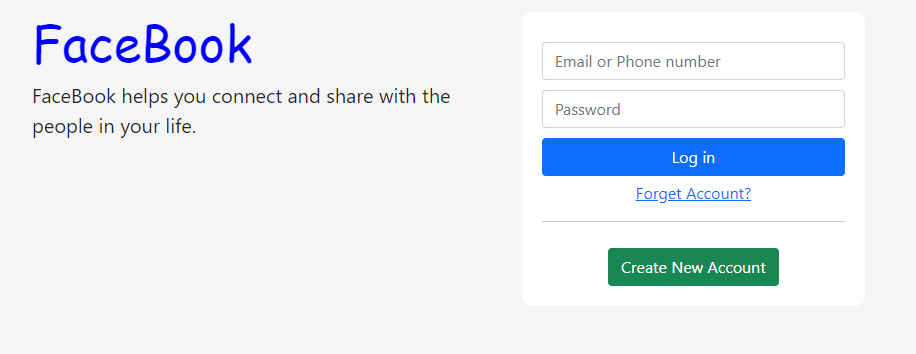 FaceBook
FaceBook helps you connect and share with the
people in your life.
Email or Phone number
Password
Log in
Forget Account?
Create New Account